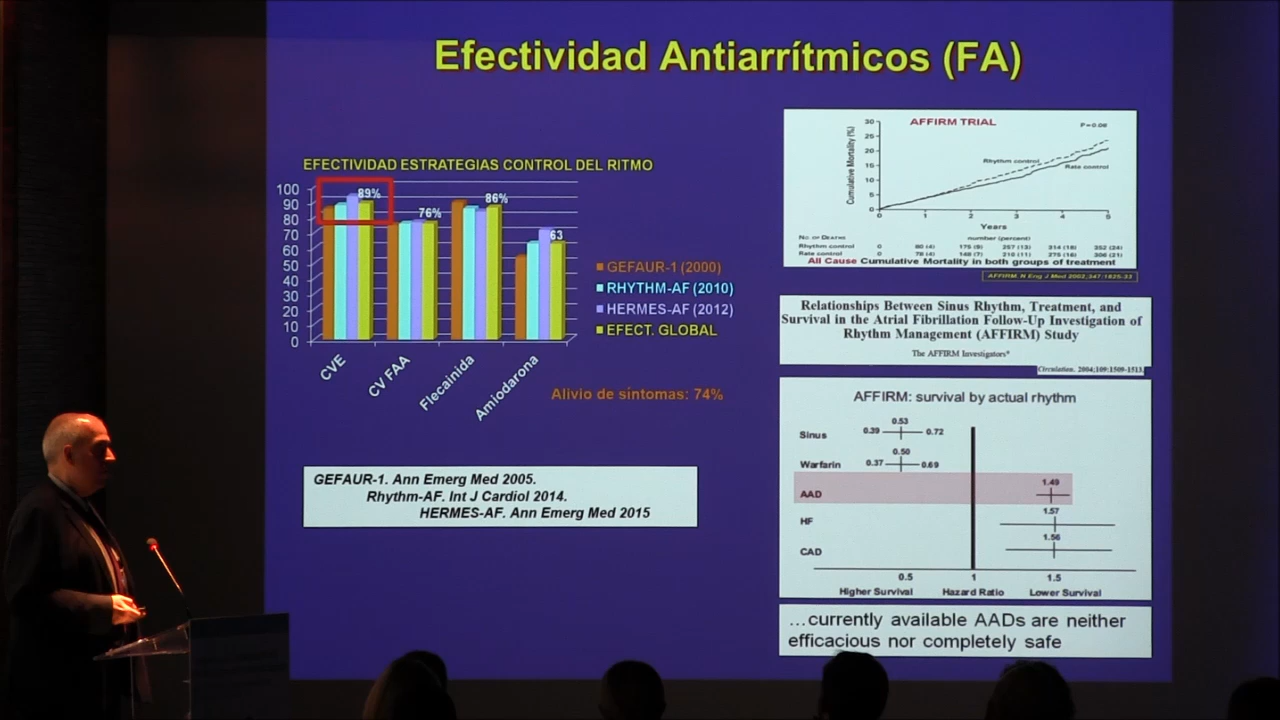 Efectividad Antiarrítmicos (FA)
EFECTIVIDAD ESTRATEGIAS CONTROL DEL RITMO
100
90
80
70
60
50
40
30
20
10
0
89%
76%
86%
63
CVE
CV FAA
Flecainida
Amiodarona
GEFAUR-1 (2000)
RHYTHM-AF (2010)
HERMES-AF (2012)
EFECT. GLOBAL
Alivio de síntomas: 74%
GEFAUR-1. Ann Emerg Med 2005.
Rhythm-AF. Int J Cardiol 2014.
HERMES-AF. Ann Emerg Med 2015
AFFIRM TRIAL
P=0.06
Cumulative Mortality (%)
30
25
20
15
10
5
0
Rhythm control
Rate control
0 1 2 3 4 5
Years
No. of Deaths number (percent)
Rhythm control 0 80 (4) 175 (9) 257 (13) 314 (18) 352 (24)
Rate control 0 78 (4) 148 (7) 210 (11) 275 (16) 306 (21)
All Cause Cumulative Mortality in both groups of treatment
AFFIRM. N Eng J Med 2002;347:1825-33
Relationships Between Sinus Rhythm, Treatment, and
Survival in the Atrial Fibrillation Follow-Up Investigation of
Rhythm Management (AFFIRM) Study
The AFFIRM Investigators*
Circulation. 2004;109:1509-1513.
AFFIRM: survival by actual rhythm
Sinus 0.39 0.53 0.72
Warfarin 0.37 0.50 0.69
AAD 1.49
HF 1.57
CAD 1.56
0.5 1 1.5
Higher Survival Hazard Ratio Lower Survival
…currently available AADs are neither
efficacious nor completely safe